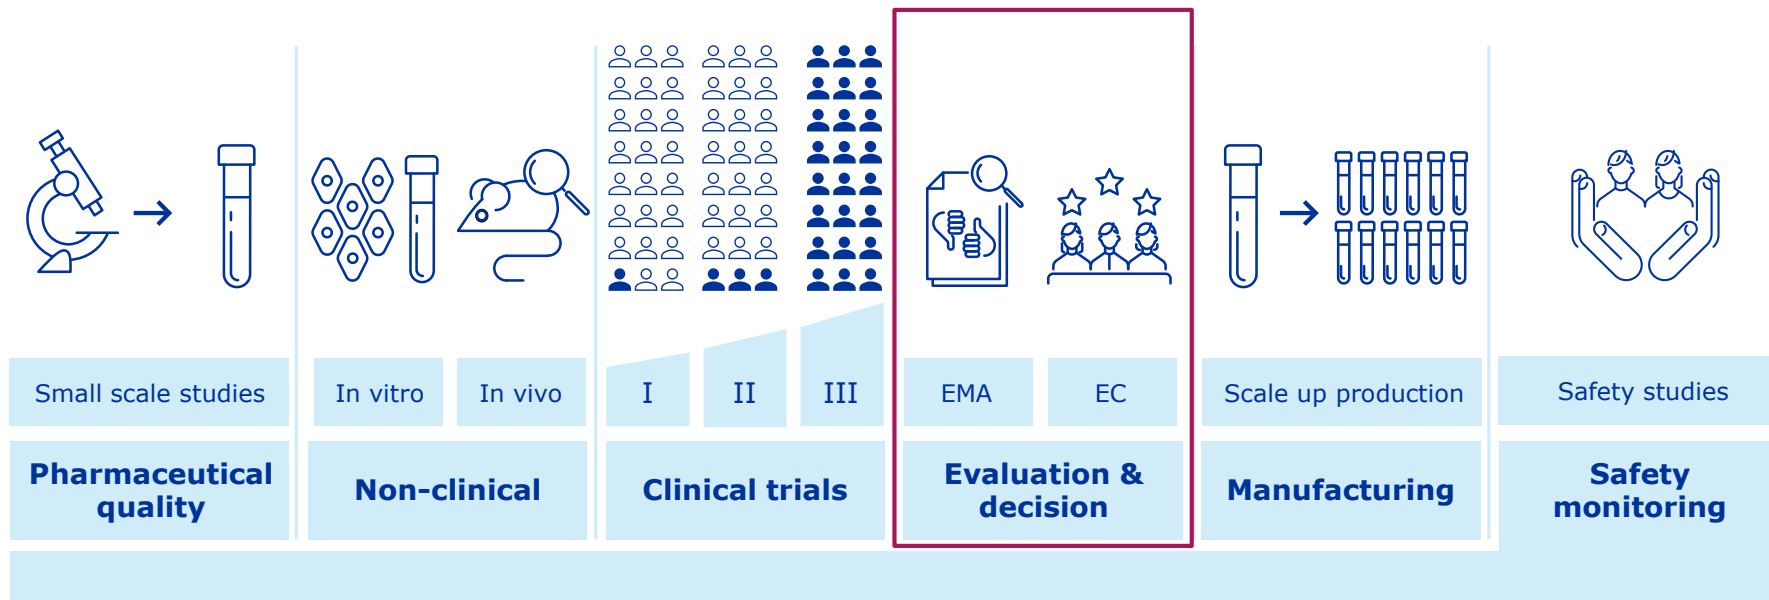 Small scale studies
In vitro
In vivo
I
II
III
EMA
EC
Scale up production
Safety studies
Pharmaceutical
quality
Non-clinical
Clinical trials
Evaluation &
decision
Manufacturing
Safety
monitoring